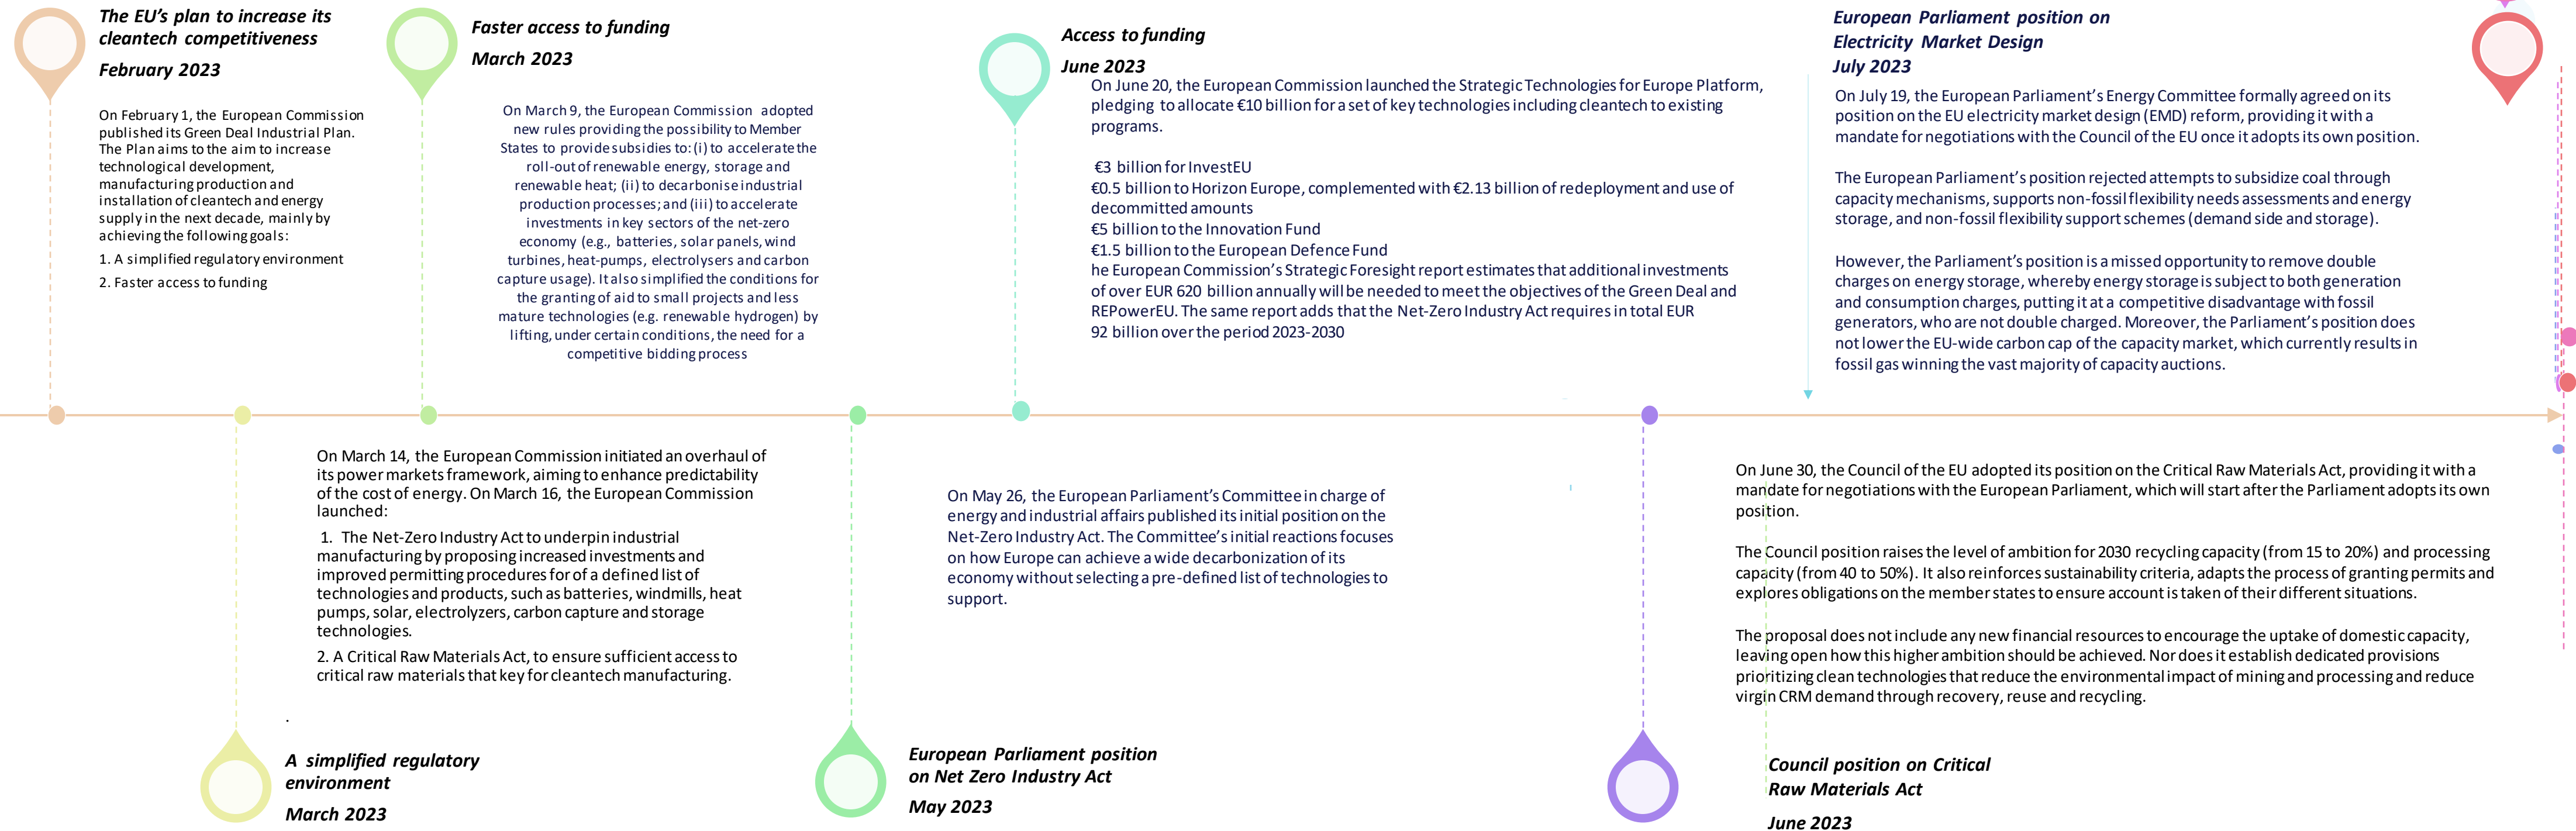 The EU’s plan to increase its
cleantech competitiveness
February 2023
On February 1, the European Commission
published its Green Deal Industrial Plan.
The Plan aims to the aim to increase
technological development,
manufacturing production and
installation of cleantech and energy
supply in the next decade, mainly by
achieving the following goals:
1. A simplified regulatory environment
2. Faster access to funding
Faster access to funding
March 2023
On March 9, the European Commission adopted
new rules providing the possibility to Member
States to provide subsidies to: (i) to accelerate the
roll-out of renewable energy, storage and
renewable heat; (ii) to decarbonise industrial
production processes; and (iii) to accelerate
investments in key sectors of the net-zero
economy (e.g., batteries, solar panels, wind
turbines, heat-pumps, electrolysers and carbon
capture usage). It also simplified the conditions for
the granting of aid to small projects and less
mature technologies (e.g. renewable hydrogen) by
lifting, under certain conditions, the need for a
competitive bidding process
Access to funding
June 2023
On June 20, the European Commission launched the Strategic Technologies for Europe Platform,
pledging to allocate €10 billion for a set of key technologies including cleantech to existing
programs.
€3 billion for InvestEU
€0.5 billion to Horizon Europe, complemented with €2.13 billion of redeployment and use of
decommitted amounts
€5 billion to the Innovation Fund
€1.5 billion to the European Defence Fund
he European Commission’s Strategic Foresight report estimates that additional investments
of over EUR 620 billion annually will be needed to meet the objectives of the Green Deal and
REPowerEU. The same report adds that the Net-Zero Industry Act requires in total EUR
92 billion over the period 2023-2030
European Parliament position on
Electricity Market Design
July 2023
On July 19, the European Parliament’s Energy Committee formally agreed on its
position on the EU electricity market design (EMD) reform, providing it with a
mandate for negotiations with the Council of the EU once it adopts its own position.
The European Parliament’s position rejected attempts to subsidize coal through
capacity mechanisms, supports non-fossil flexibility needs assessments and energy
storage, and non-fossil flexibility support schemes (demand side and storage).
However, the Parliament’s position is a missed opportunity to remove double
charges on energy storage, whereby energy storage is subject to both generation
and consumption charges, putting it at a competitive disadvantage with fossil
generators, who are not double charged. Moreover, the Parliament’s position does
not lower the EU-wide carbon cap of the capacity market, which currently results in
fossil gas winning the vast majority of capacity auctions.
On March 14, the European Commission initiated an overhaul of
its power markets framework, aiming to enhance predictability
of the cost of energy. On March 16, the European Commission
launched:
1. The Net-Zero Industry Act to underpin industrial
manufacturing by proposing increased investments and
improved permitting procedures for of a defined list of
technologies and products, such as batteries, windmills, heat
pumps, solar, electrolyzers, carbon capture and storage
technologies.
2. A Critical Raw Materials Act, to ensure sufficient access to
critical raw materials that key for cleantech manufacturing.
.
A simplified regulatory
environment
March 2023
On May 26, the European Parliament’s Committee in charge of
energy and industrial affairs published its initial position on the
Net-Zero Industry Act. The Committee’s initial reactions focuses
on how Europe can achieve a wide decarbonization of its
economy without selecting a pre-defined list of technologies to
support.
European Parliament position
on Net Zero Industry Act
May 2023
On June 30, the Council of the EU adopted its position on the Critical Raw Materials Act, providing it with a
mandate for negotiations with the European Parliament, which will start after the Parliament adopts its own
position.
The Council position raises the level of ambition for 2030 recycling capacity (from 15 to 20%) and processing
capacity (from 40 to 50%). It also reinforces sustainability criteria, adapts the process of granting permits and
explores obligations on the member states to ensure account is taken of their different situations.
The proposal does not include any new financial resources to encourage the uptake of domestic capacity,
leaving open how this higher ambition should be achieved. Nor does it establish dedicated provisions
prioritizing clean technologies that reduce the environmental impact of mining and processing and reduce
virgin CRM demand through recovery, reuse and recycling.
Council position on Critical
Raw Materials Act
June 2023